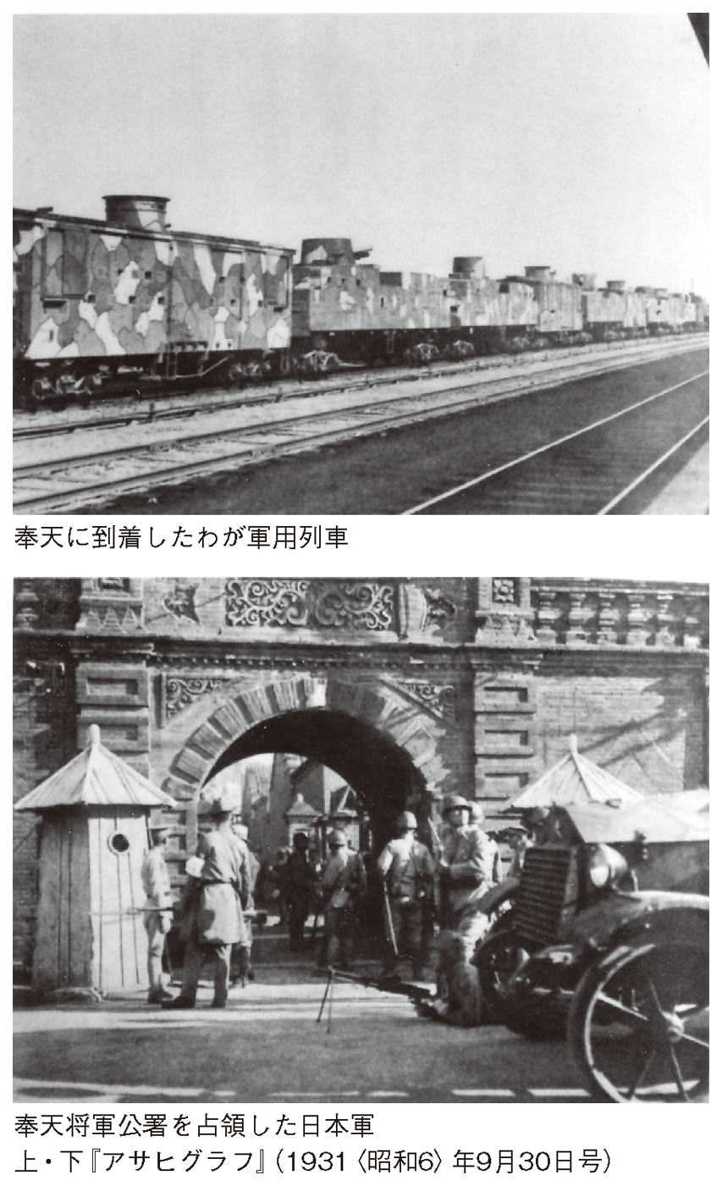 奉天に到着したわが軍用列車
奉天将軍公署を占領した日本軍
上・下『アサヒグラフ』（1931〈昭和6〉年9月30日号）